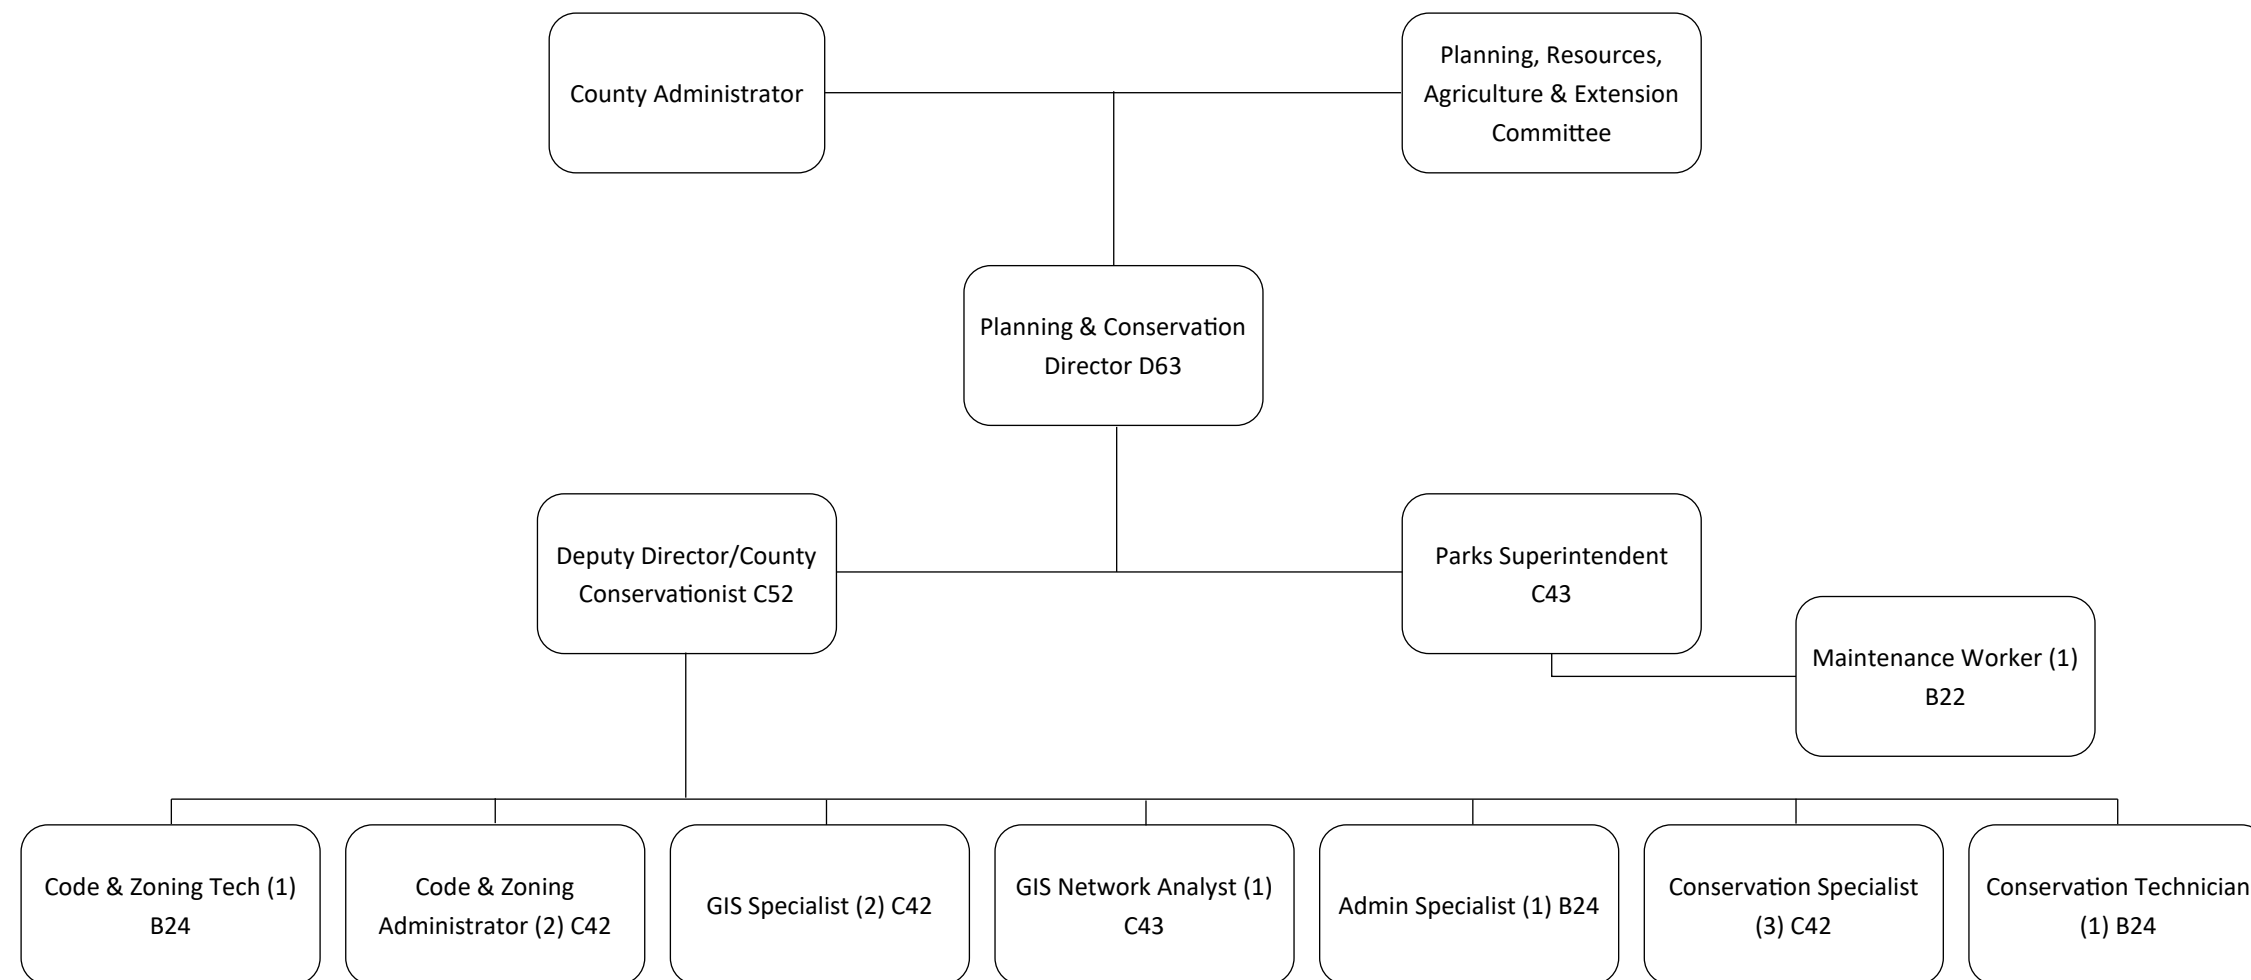 County Administrator
Planning, Resources,
Agriculture & Extension
Committee
Planning & Conservation
Director D63
Deputy Director/County
Conservationist C52
Parks Superintendent
C43
Maintenance Worker (1)
B22
Code & Zoning Tech (1)
B24
Code & Zoning
Administrator (2) C42
GIS Specialist (2) C42
GIS Network Analyst (1)
C43
Admin Specialist (1) B24
Conservation Specialist
(3) C42
Conservation Technician
(1) B24